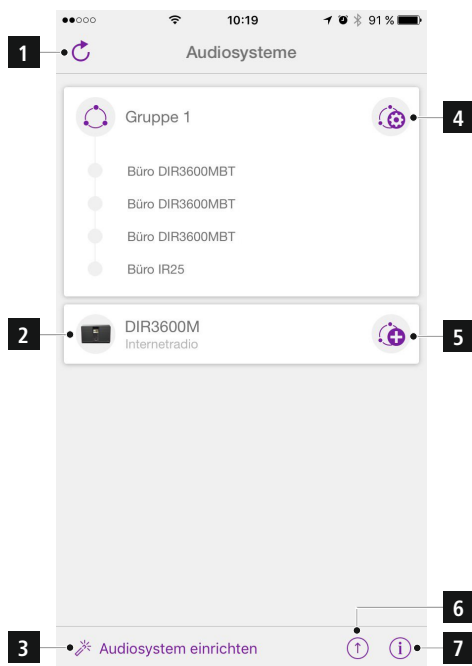 10:19
91 %
1
Audiosysteme
4
Gruppe 1
Büro DIR3600MBT
Büro DIR3600MBT
Büro DIR3600MBT
Büro IR25
2
DIR3600M
Internetradio
5
6
3
Audiosystem einrichten
i
7